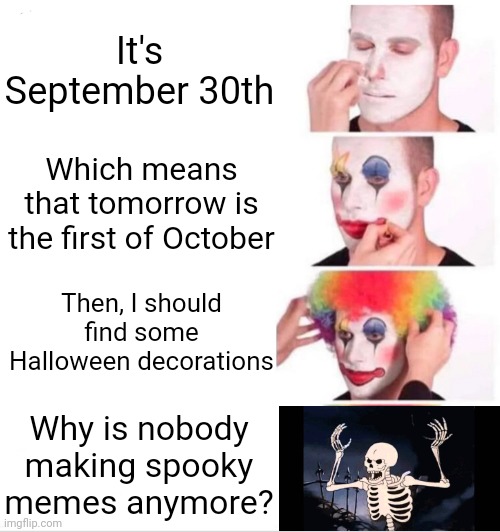 It's
September 30th
Which means
that tomorrow is
the first of October
Then, I should
find some
Halloween decorations
Why is nobody
making spooky
memes anymore?
imgflip.com